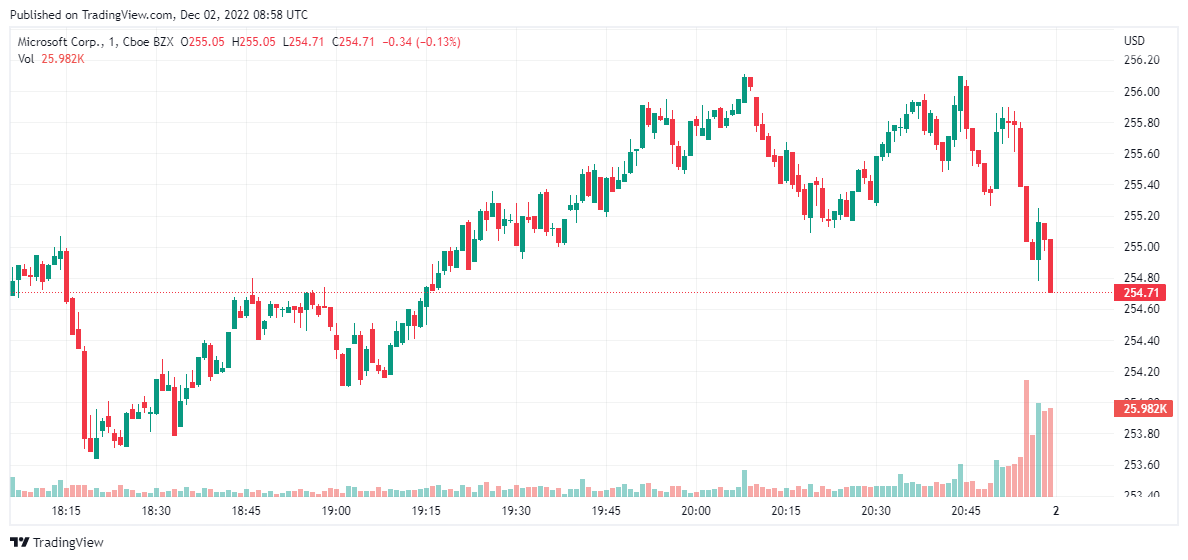 Published on TradingView.com, Dec 02, 2022 08:58 UTC
Microsoft Corp., 1, Cboe BZX O255.05 H255.05 L254.71 C254.71 −0.34 (−0.13%)
Vol 25.982K
USD
256.20
256.00
255.80
255.60
255.40
255.20
255.00
254.80
254.71
254.60
254.40
254.20
25.982K
253.80
253.60
253.40
18:15 18:30 18:45 19:00 19:15 19:30 19:45 20:00 20:15 20:30 20:45 2
TradingView